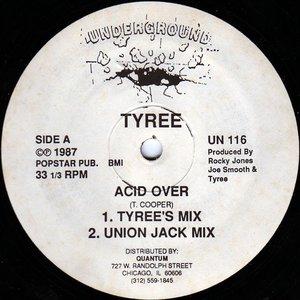 UNDERGROUND
TYREE
SIDE A
℗ 1987
POPSTAR PUB. BMI
33 1/3 RPM
UN 116
Produced By
Rocky Jones
Joe Smooth &
Tyree
ACID OVER
(T. COOPER)
1. TYREE'S MIX
2. UNION JACK MIX
DISTRIBUTED BY:
QUANTUM
727 W. RANDOLPH STREET
CHICAGO, IL 60606
(312) 559-1845